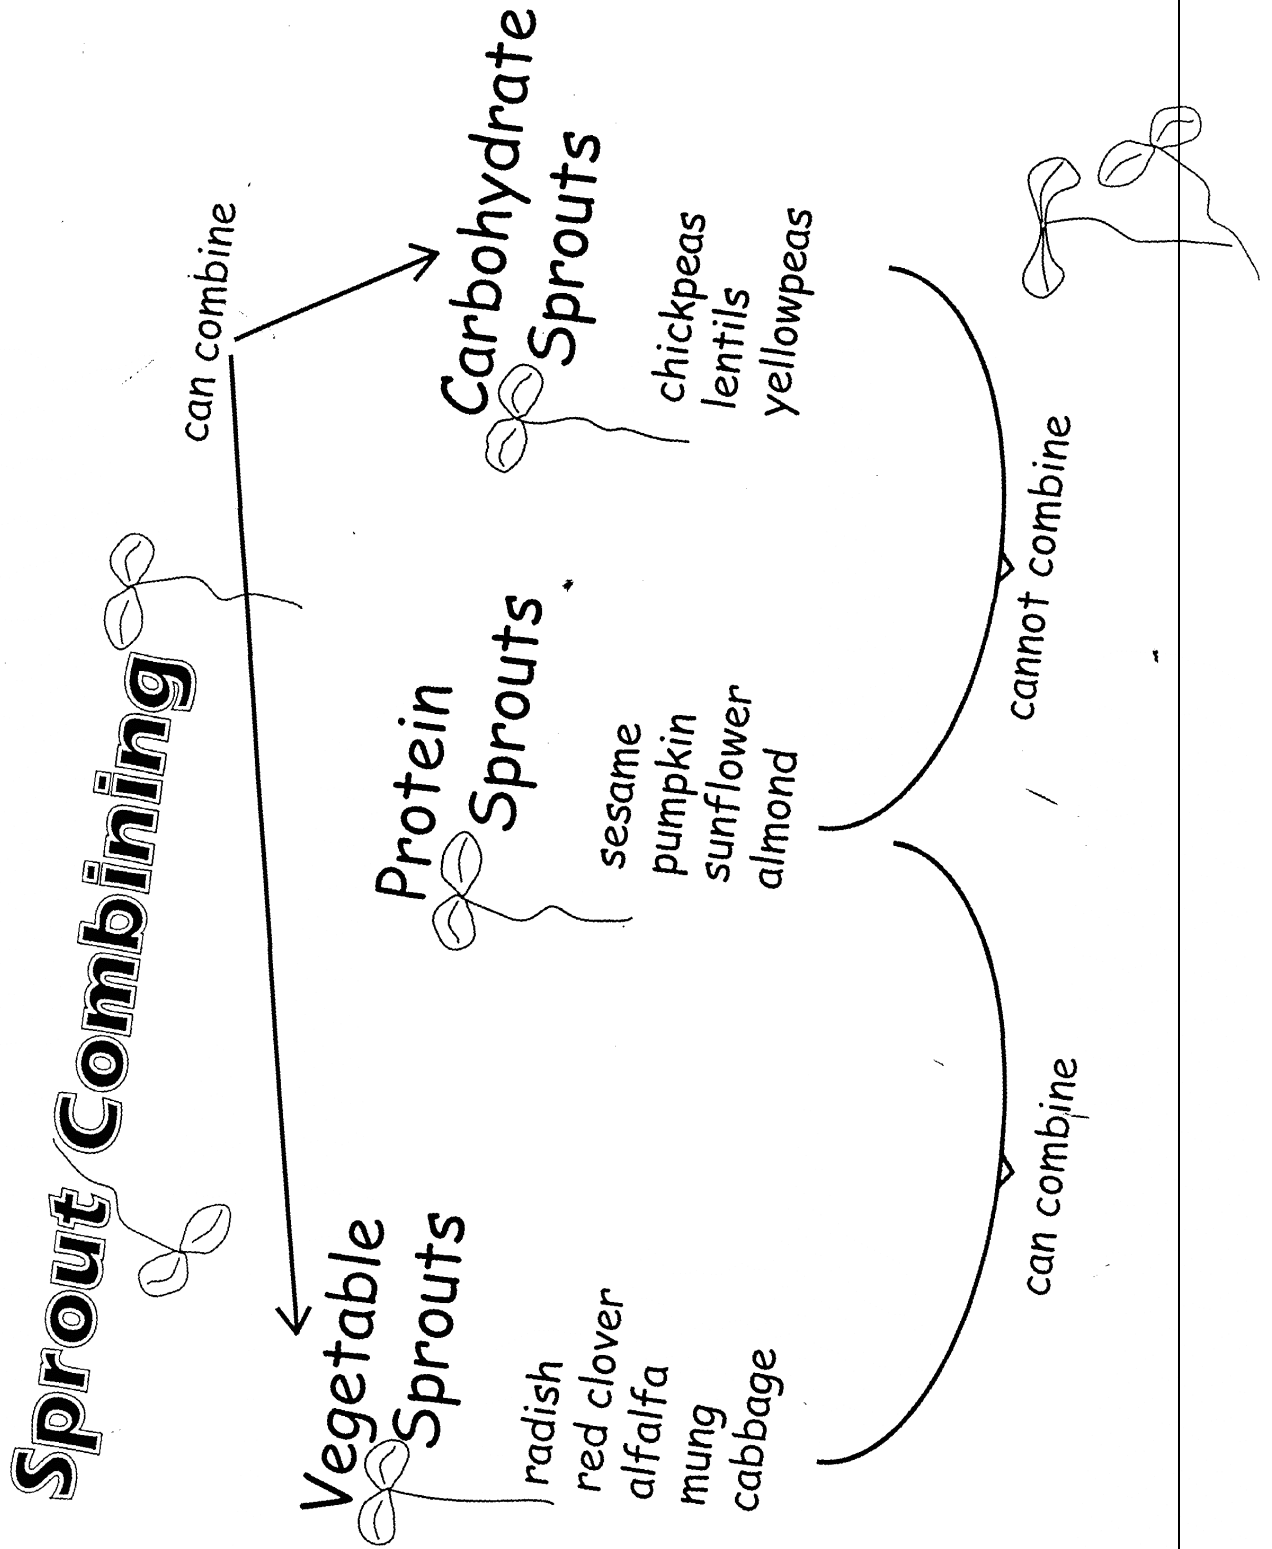 Sprout Combining
can combine
Vegetable
Sprouts
radish
red clover
alfalfa
mung
cabbage
Protein
Sprouts
sesame
pumpkin
sunflower
almond
Carbohydrate
Sprouts
chickpeas
lentils
yellowpeas
can combine
cannot combine